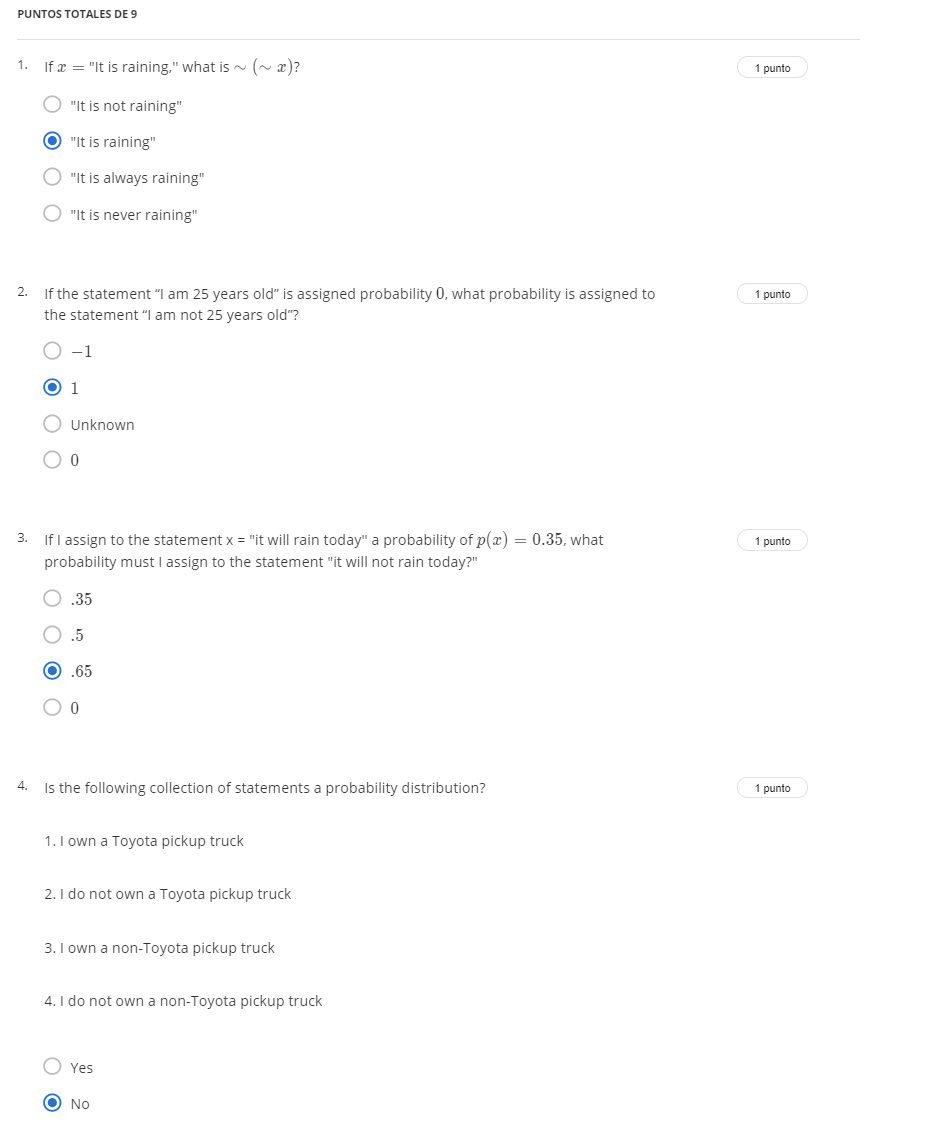 PUNTOS TOTALES DE 9
1. If x = "It is raining," what is ∼ (∼ x)?
1 punto
"It is not raining"
"It is raining"
"It is always raining"
"It is never raining"
2. If the statement “I am 25 years old” is assigned probability 0, what probability is assigned to
the statement “I am not 25 years old”?
1 punto
−1
1
Unknown
0
3. If I assign to the statement x = "it will rain today" a probability of p(x) = 0.35, what
probability must I assign to the statement "it will not rain today?"
1 punto
.35
.5
.65
0
4. Is the following collection of statements a probability distribution?
1 punto
1. I own a Toyota pickup truck
2. I do not own a Toyota pickup truck
3. I own a non-Toyota pickup truck
4. I do not own a non-Toyota pickup truck
Yes
No